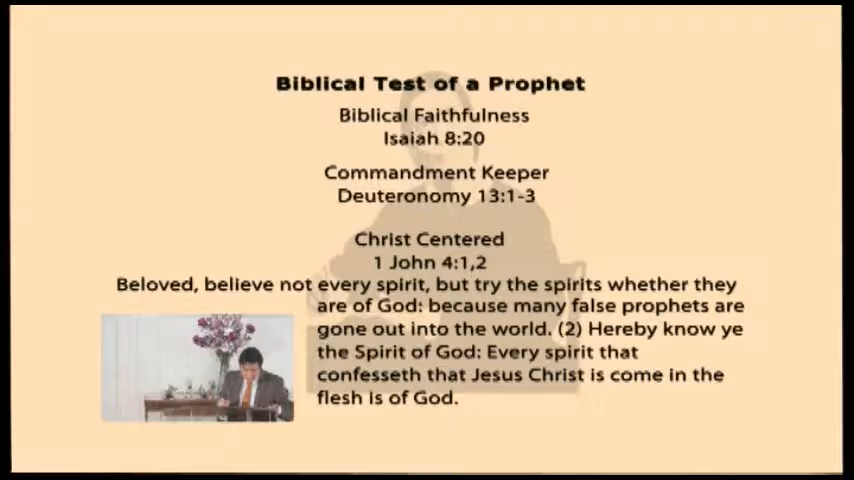 Biblical Test of a Prophet
Biblical Faithfulness
Isaiah 8:20
Commandment Keeper
Deuteronomy 13:1-3
Christ Centered
1 John 4:1,2
Beloved, believe not every spirit, but try the spirits whether they
are of God: because many false prophets are
gone out into the world. (2) Hereby know ye
the Spirit of God: Every spirit that
confesseth that Jesus Christ is come in the
flesh is of God.